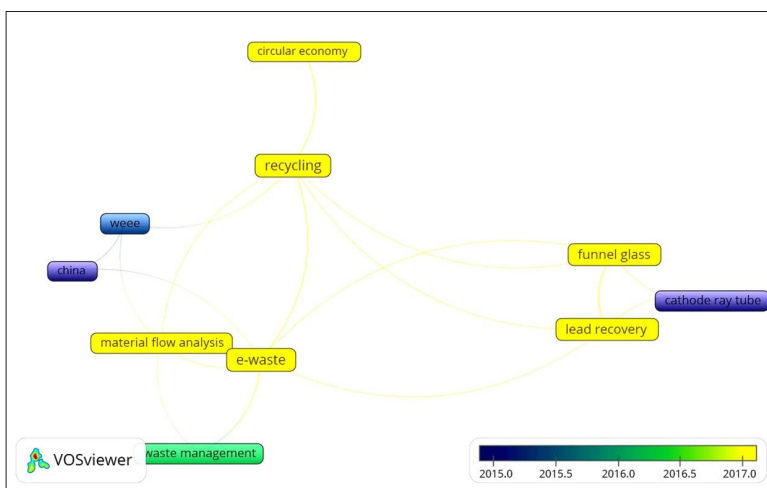 circular economy
recycling
weee
china
funnel glass
cathode ray tube
lead recovery
material flow analysis
e-waste
waste management
VOSviewer
2015.0 2015.5 2016.0 2016.5 2017.0